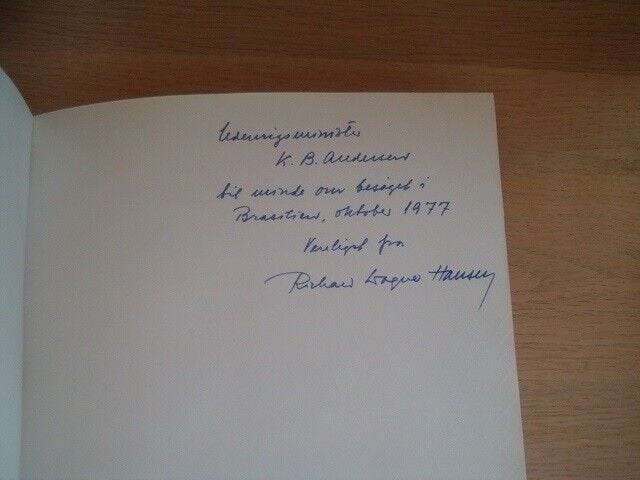 Udenrigsminister
K. B. Andersen
til minde om besøget i
Brasilien, oktober 1977
Venligst fra
Richard Wagner Hansen